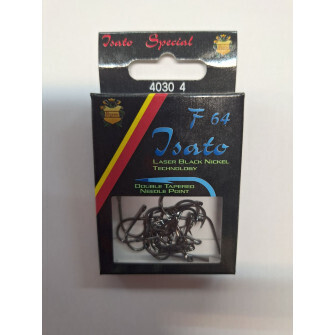 Isato Special
4030 4
F 64
Isato
LASER BLACK NICKEL
TECHNOLOGY
DOUBLE TAPERED
NEEDLE POINT